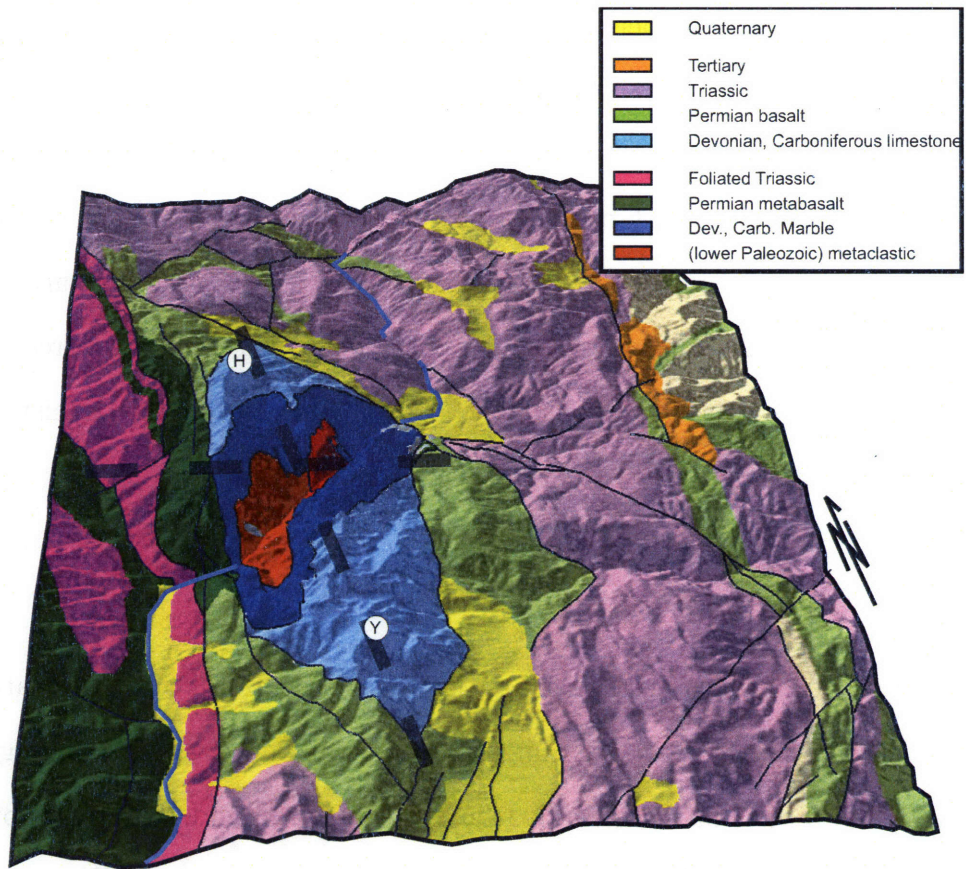 Quaternary
Tertiary
Triassic
Permian basalt
Devonian, Carboniferous limestone
Foliated Triassic
Permian metabasalt
Dev., Carb. Marble
(lower Paleozoic) metaclastic
H
Y
N